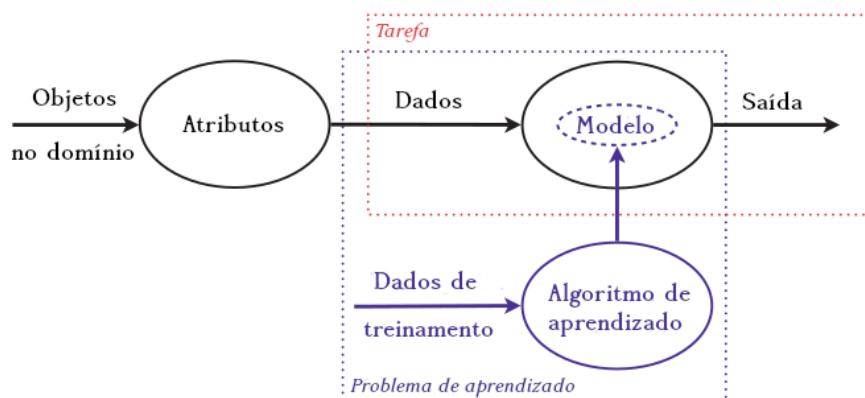 Tarefa
Objetos
no domínio
Atributos
Dados
Modelo
Saída
Dados de
treinamento
Algoritmo de
aprendizado
Problema de aprendizado